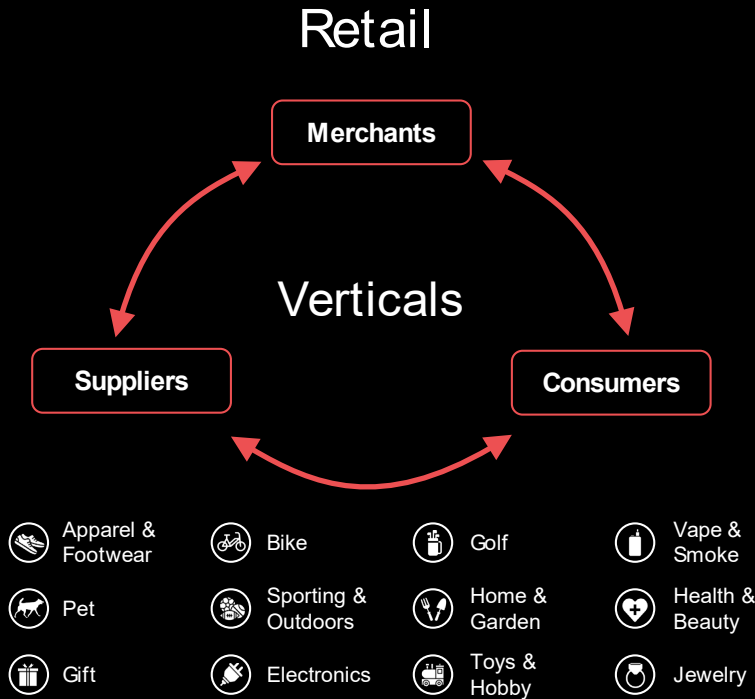 Retail
Merchants
Verticals
Suppliers
Consumers
Apparel &
Footwear
Bike
Golf
Vape &
Smoke
Pet
Sporting &
Outdoors
Home &
Garden
Health &
Beauty
Gift
Electronics
Toys &
Hobby
Jewelry